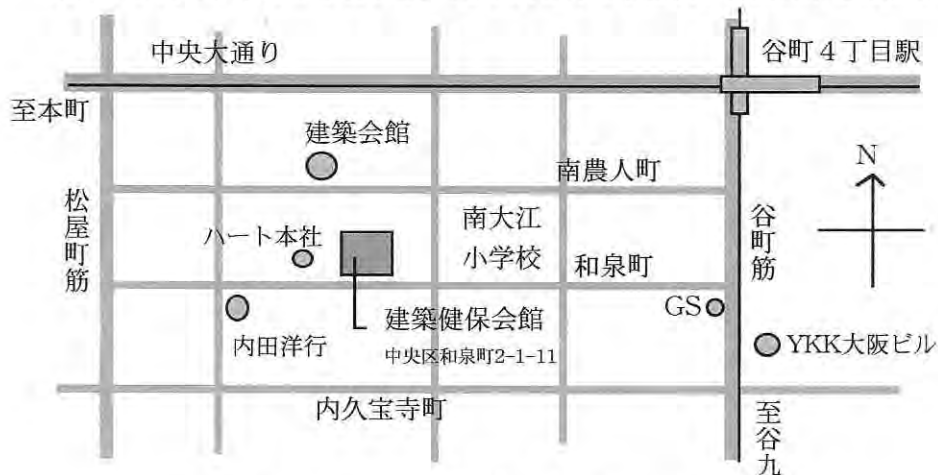 中央大通り
谷町4丁目駅
至本町
建築会館
N
南農人町
松屋町筋
谷町筋
南大江
小学校
ハート本社
和泉町
GS
建築健保会館
中央区和泉町2-1-11
内田洋行
YKK大阪ビル
内久宝寺町
至谷九